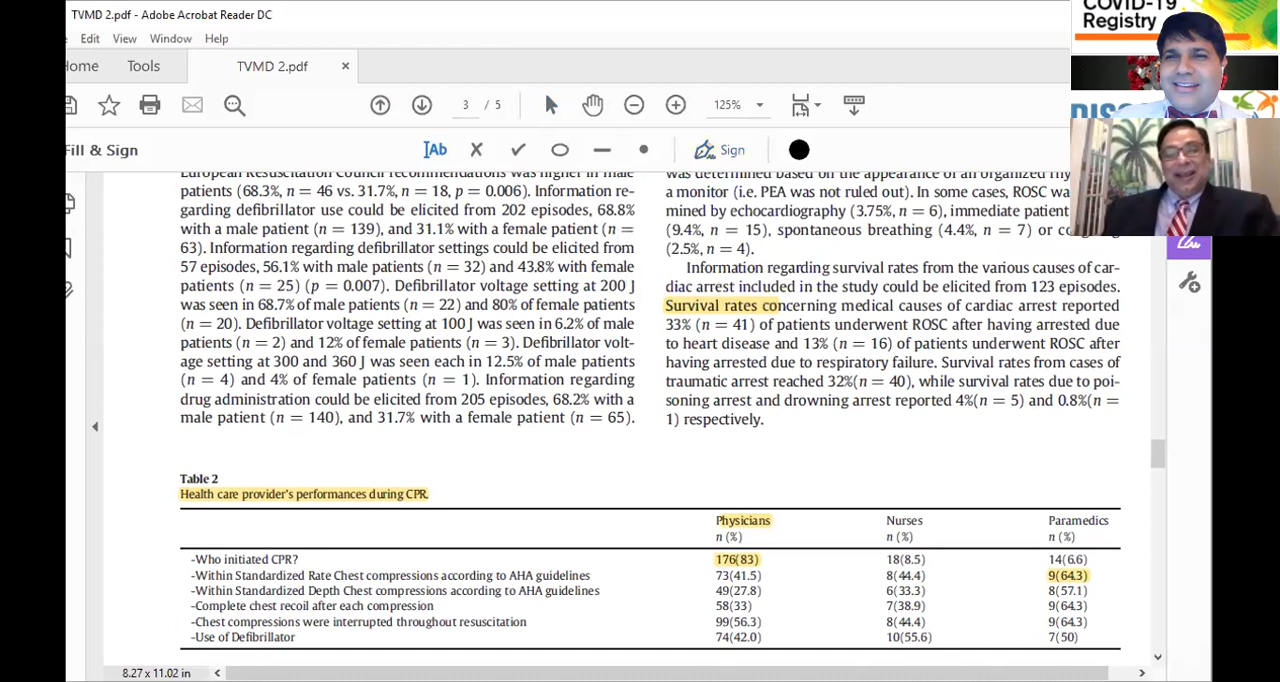 TVMD 2.pdf - Adobe Acrobat Reader DC
Edit View Window Help
Home Tools TVMD 2.pdf ×
3 / 5 125%
Fill & Sign
Sign
COVID-19
Registry
European Resuscitation Council recommendations was higher in male
patients (68.3%, n = 46 vs. 31.7%, n = 18, p = 0.006). Information re-
garding defibrillator use could be elicited from 202 episodes, 68.8%
with a male patient (n = 139), and 31.1% with a female patient (n =
63). Information regarding defibrillator settings could be elicited from
57 episodes, 56.1% with male patients (n = 32) and 43.8% with female
patients (n = 25) (p = 0.007). Defibrillator voltage setting at 200 J
was seen in 68.7% of male patients (n = 22) and 80% of female patients
(n = 20). Defibrillator voltage setting at 100 J was seen in 6.2% of male
patients (n = 2) and 12% of female patients (n = 3). Defibrillator volt-
age setting at 300 and 360 J was seen each in 12.5% of male patients
(n = 4) and 4% of female patients (n = 1). Information regarding
drug administration could be elicited from 205 episodes, 68.2% with a
male patient (n = 140), and 31.7% with a female patient (n = 65).
was determined based on the appearance of an organized
a monitor (i.e. PEA was not ruled out). In some cases, ROSC
mined by echocardiography (3.75%, n = 6), immediate patient
(9.4%, n = 15), spontaneous breathing (4.4%, n = 7) or
(2.5%, n = 4).
Information regarding survival rates from the various causes of car-
diac arrest included in the study could be elicited from 123 episodes.
Survival rates concerning medical causes of cardiac arrest reported
33% (n = 41) of patients underwent ROSC after having arrested due
to heart disease and 13% (n = 16) of patients underwent ROSC after
having arrested due to respiratory failure. Survival rates from cases of
traumatic arrest reached 32%(n = 40), while survival rates due to poi-
soning arrest and drowning arrest reported 4%(n = 5) and 0.8%(n =
1) respectively.
Table 2
Health care provider's performances during CPR.
Physicians Nurses Paramedics
n (%) n (%) n (%)
-Who initiated CPR? 176(83) 18(8.5) 14(6.6)
-Within Standardized Rate Chest compressions according to AHA guidelines 73(41.5) 8(44.4) 9(64.3)
-Within Standardized Depth Chest compressions according to AHA guidelines 49(27.8) 6(33.3) 8(57.1)
-Complete chest recoil after each compression 58(33) 7(38.9) 9(64.3)
-Chest compressions were interrupted throughout resuscitation 99(56.3) 8(44.4) 9(64.3)
-Use of Defibrillator 74(42.0) 10(55.6) 7(50)
8.27 x 11.02 in